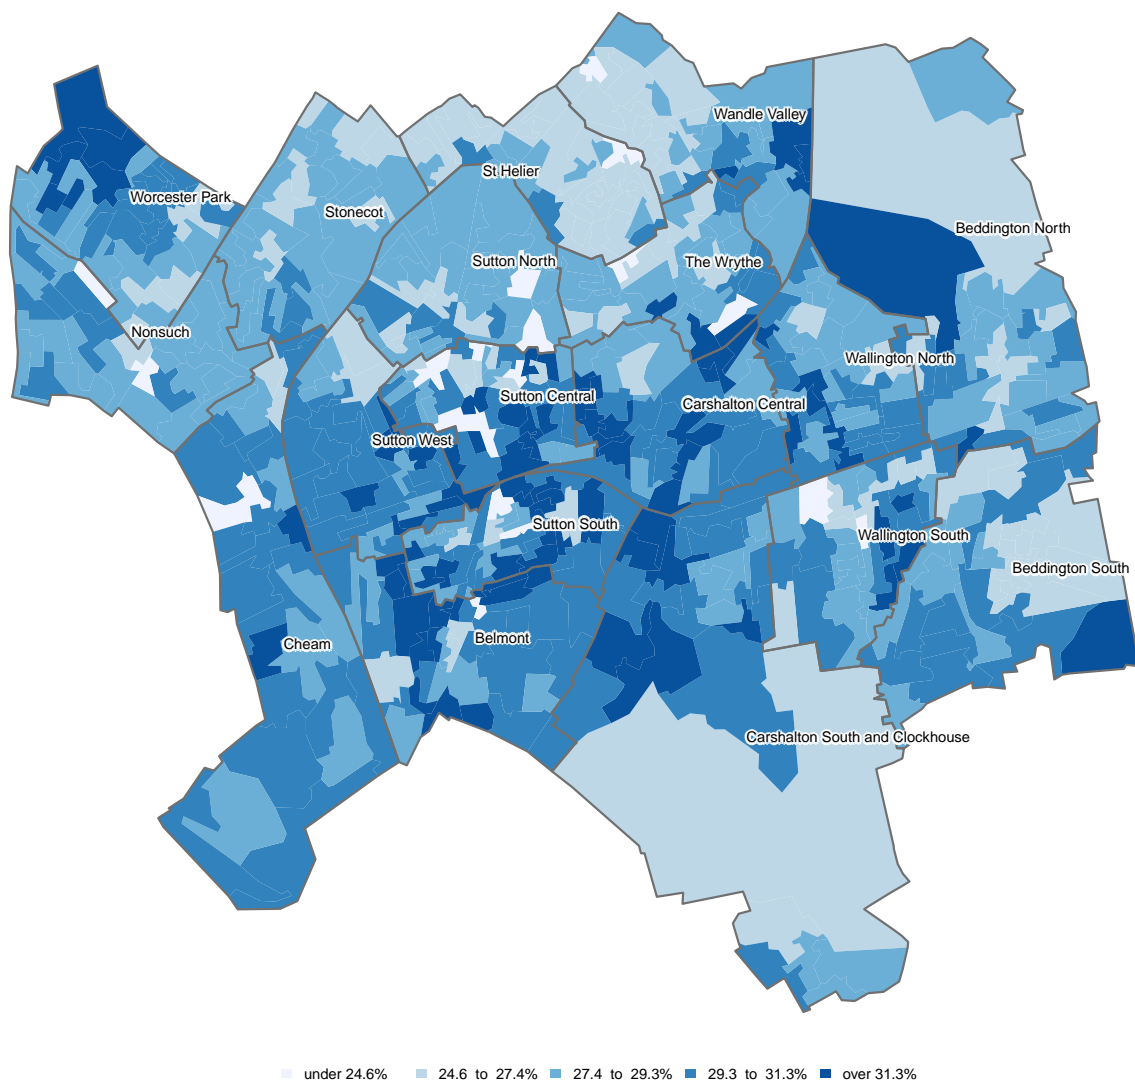 Wandle Valley
St Helier
Worcester Park
Stonecot
Beddington North
Sutton North
The Wrythe
Nonsuch
Wallington North
Sutton Central
Carshalton Central
Sutton West
Sutton South
Wallington South
Beddington South
Belmont
Cheam
Carshalton South and Clockhouse
under 24.6% 24.6 to 27.4% 27.4 to 29.3% 29.3 to 31.3% over 31.3%